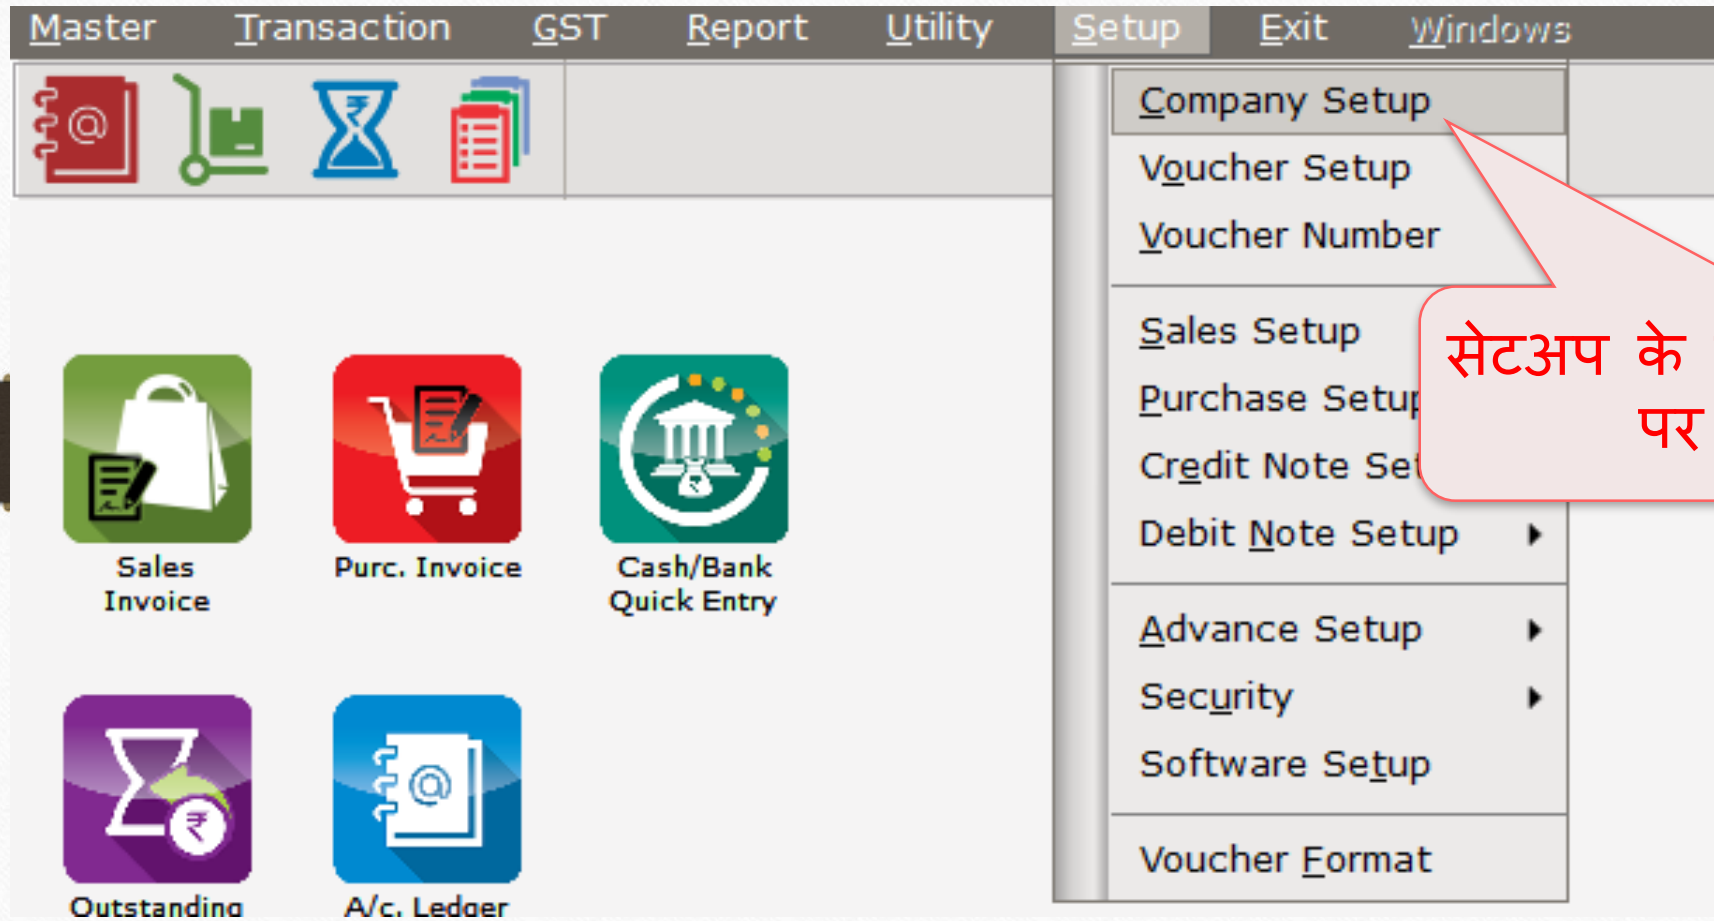 Master Transaction GST Report Utility Setup Exit Windows
Company Setup
Voucher Setup
Voucher Number
Sales Setup
Purchase Setup
Credit Note Set
Debit Note Setup
Advance Setup
Security
Software Setup
Voucher Format
सेटअप के
पर
Sales
Invoice
Purc. Invoice
Cash/Bank
Quick Entry
Outstanding
A/c. Ledger